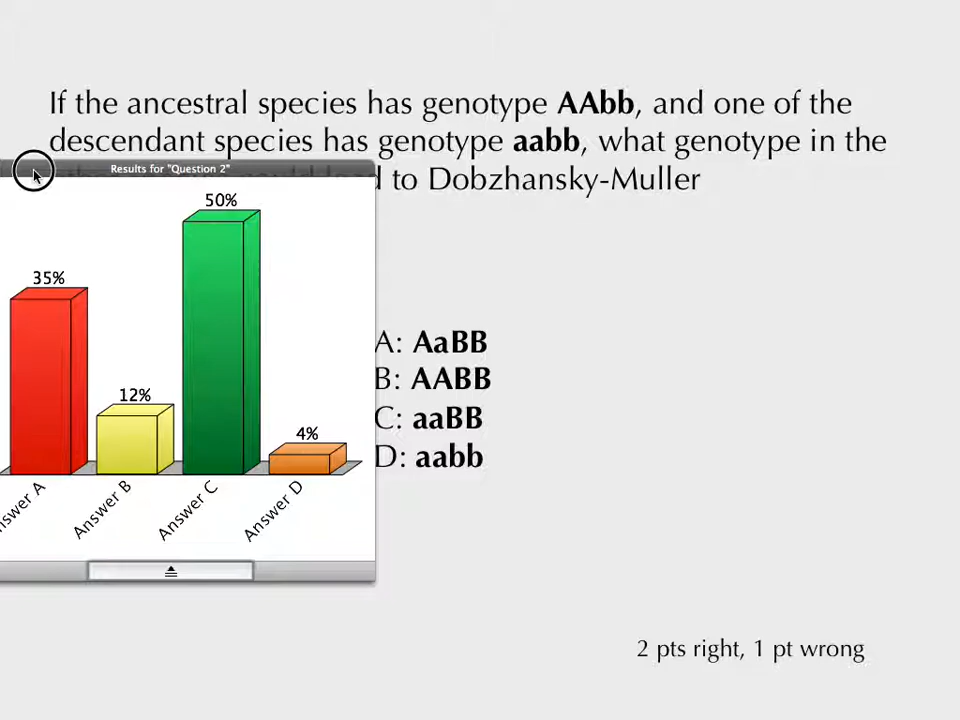 If the ancestral species has genotype AAbb, and one of the
descendant species has genotype aabb, what genotype in the
to Dobzhansky-Muller
Results for "Question 2"
50%
35%
12%
4%
A: AaBB
B: AABB
C: aaBB
D: aabb
Answer A
Answer B
Answer C
Answer D
2 pts right, 1 pt wrong